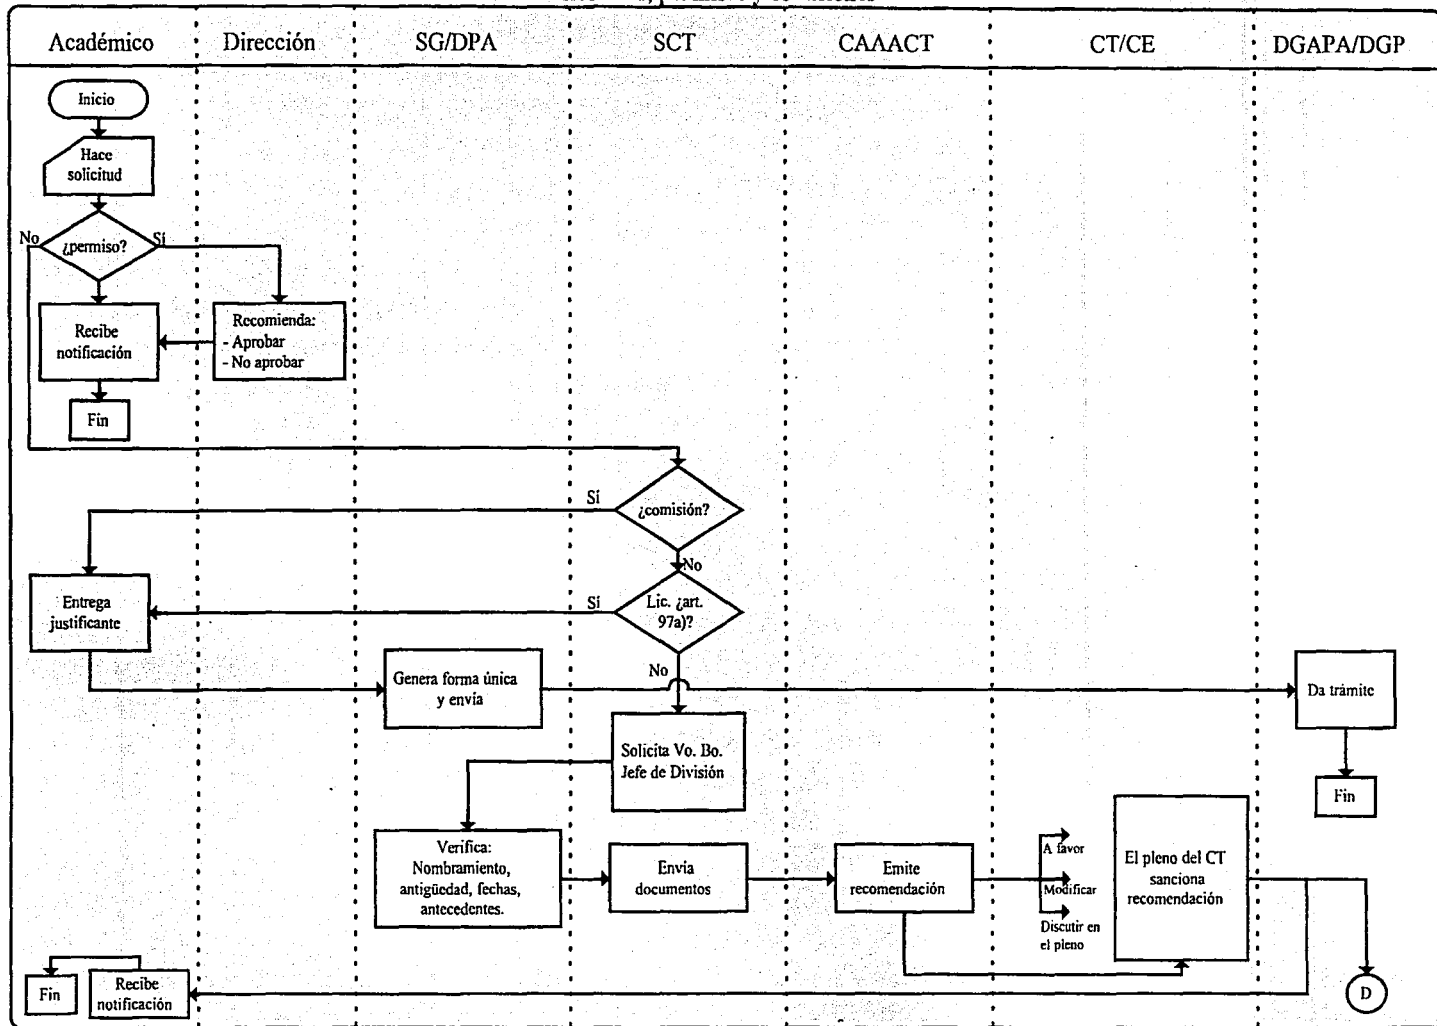 Académico
Dirección
SG/DPA
SCT
CAAACT
CT/CE
DGAPA/DGP
Inicio
Hace
solicitud
No
¿permiso?
Sí
Recibe
notificación
Recomienda:
- Aprobar
- No aprobar
Fin
Sí
¿comisión?
No
Entrega
justificante
Sí
Lic. ¿art.
97a)?
No
Genera forma única
y envía
Da trámite
Solicita Vo. Bo.
Jefe de División
Fin
Verifica:
Nombramiento,
antigüedad, fechas,
antecedentes.
Envía
documentos
Emite
recomendación
A favor
Modificar
Discutir en
el pleno
El pleno del CT
sanciona
recomendación
Fin
Recibe
notificación
D